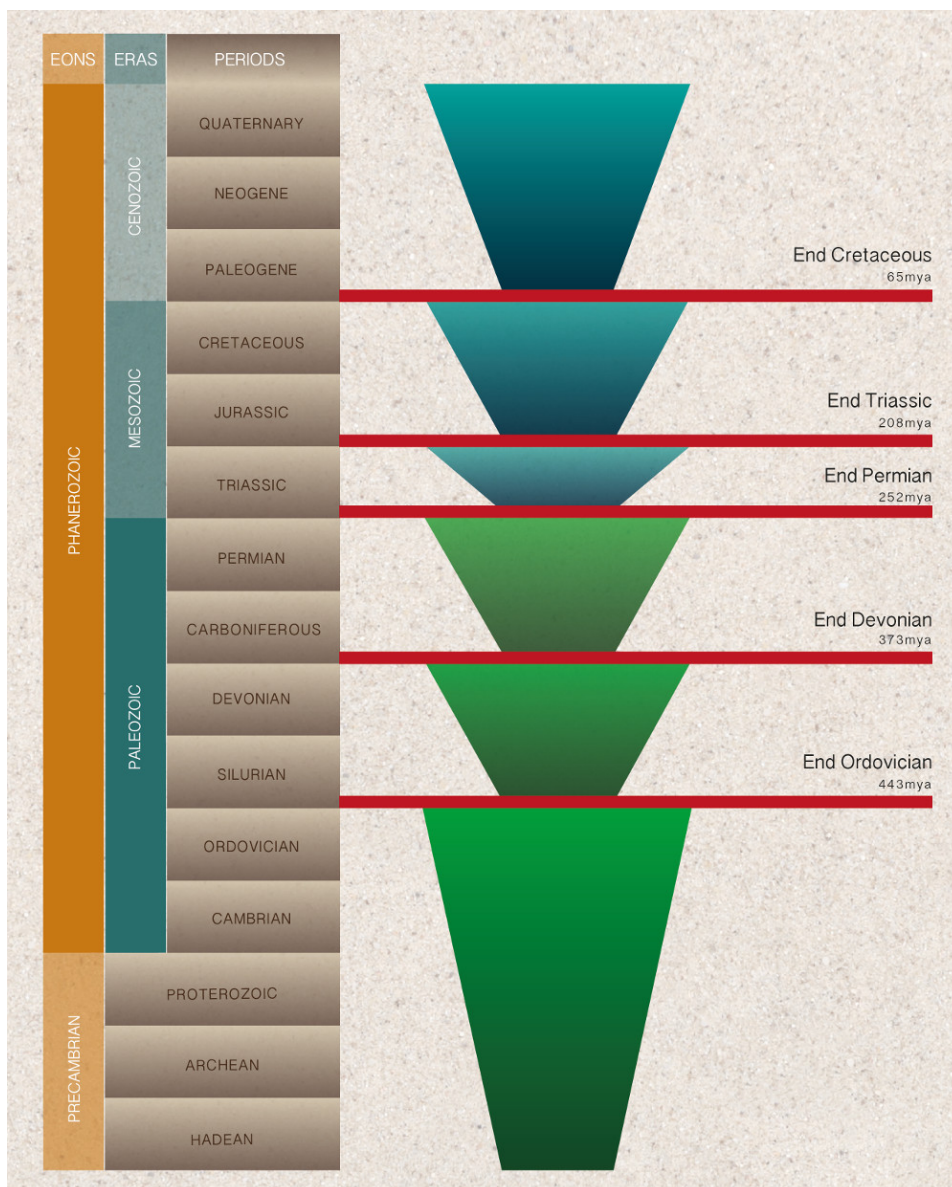 EONS
ERAS
PERIODS
PHANEROZOIC
PRECAMBRIAN
CENOZOIC
MESOZOIC
PALEOZOIC
QUATERNARY
NEOGENE
PALEOGENE
CRETACEOUS
JURASSIC
TRIASSIC
PERMIAN
CARBONIFEROUS
DEVONIAN
SILURIAN
ORDOVICIAN
CAMBRIAN
PROTEROZOIC
ARCHEAN
HADEAN
End Cretaceous
65mya
End Triassic
208mya
End Permian
252mya
End Devonian
373mya
End Ordovician
443mya